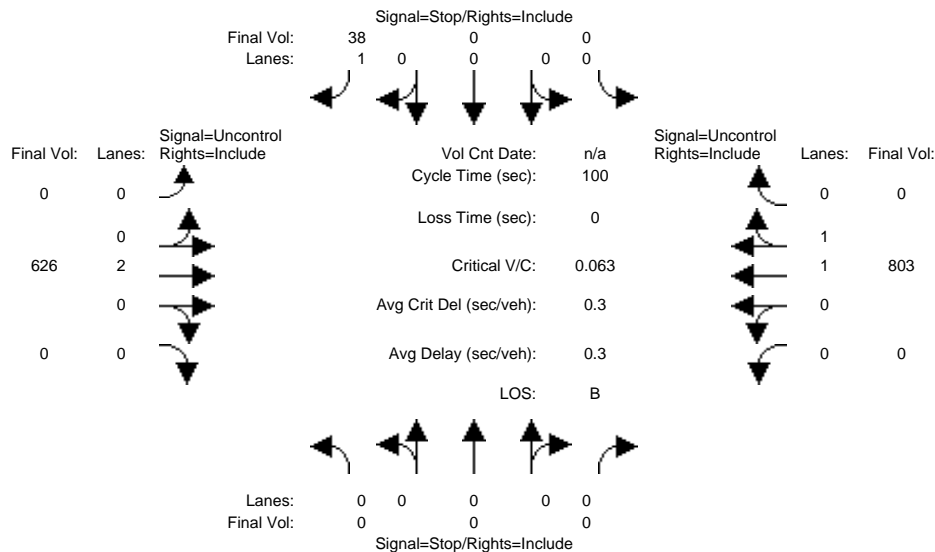 Signal=Stop/Rights=Include
Final Vol: 38 0 0
Lanes: 1 0 0 0 0
Signal=Uncontrol
Final Vol: Lanes: Rights=Include
Vol Cnt Date: n/a
Signal=Uncontrol
Rights=Include Lanes: Final Vol:
Cycle Time (sec): 100
0 0 0 0
Loss Time (sec): 0
0 1
626 2 Critical V/C: 0.063 1 803
0 Avg Crit Del (sec/veh): 0.3 0
0 0 Avg Delay (sec/veh): 0.3 0 0
LOS: B
Lanes: 0 0 0 0 0
Final Vol: 0 0 0
Signal=Stop/Rights=Include